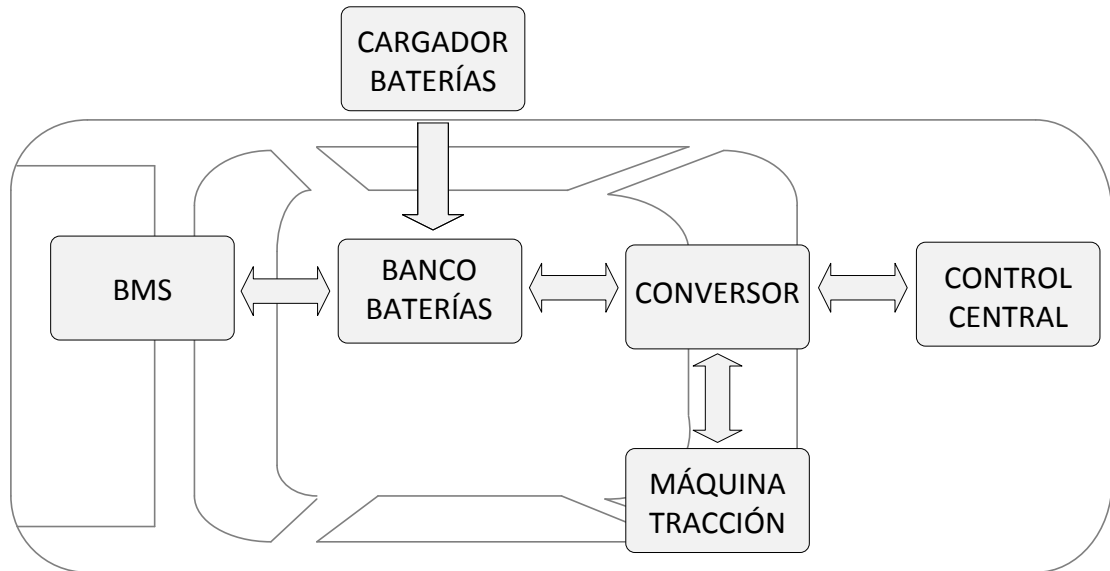 CARGADOR
BATERÍAS
BMS
BANCO
BATERÍAS
CONVERSOR
CONTROL
CENTRAL
MÁQUINA
TRACCIÓN